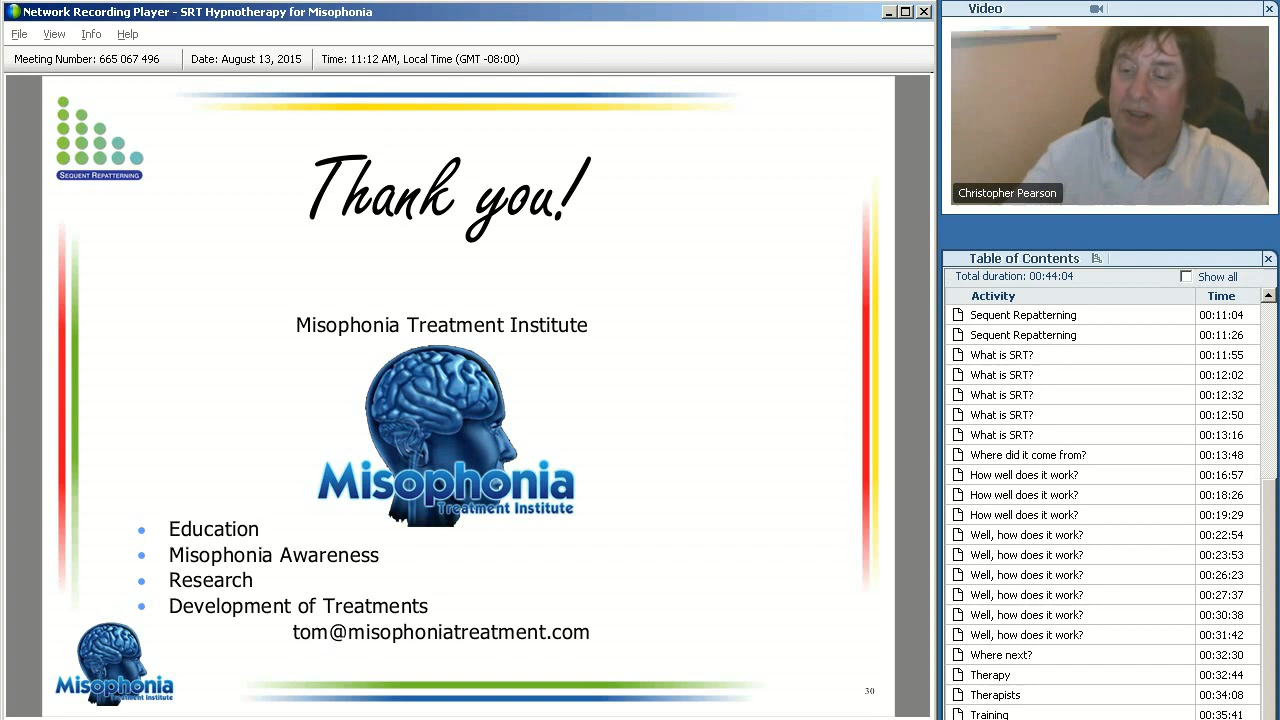 Network Recording Player - SRT Hypnotherapy for Misophonia
File View Info Help
Meeting Number: 665 067 496 Date: August 13, 2015 Time: 11:12 AM, Local Time (GMT -08:00)
SEQUENT REPATTERNING
Thank you!
Misophonia Treatment Institute
Misophonia
Treatment Institute
• Education
• Misophonia Awareness
• Research
• Development of Treatments
tom@misophoniatreatment.com
Misophonia
Treatment Institute
30
Video
Christopher Pearson
Table of Contents
Total duration: 00:44:04 Show all
Activity Time
Sequent Repatterning 00:11:04
Sequent Repatterning 00:11:26
What is SRT? 00:11:55
What is SRT? 00:12:02
What is SRT? 00:12:32
What is SRT? 00:12:50
What is SRT? 00:13:16
Where did it come from? 00:13:48
How well does it work? 00:16:57
How well does it work? 00:18:26
How well does it work? 00:19:29
Well, how does it work? 00:22:54
Well, how does it work? 00:23:53
Well, how does it work? 00:26:23
Well, how does it work? 00:27:37
Well, how does it work? 00:30:38
Well, how does it work? 00:31:42
Where next? 00:32:30
Therapy 00:32:44
Therapists 00:34:08
Training 00:35:41